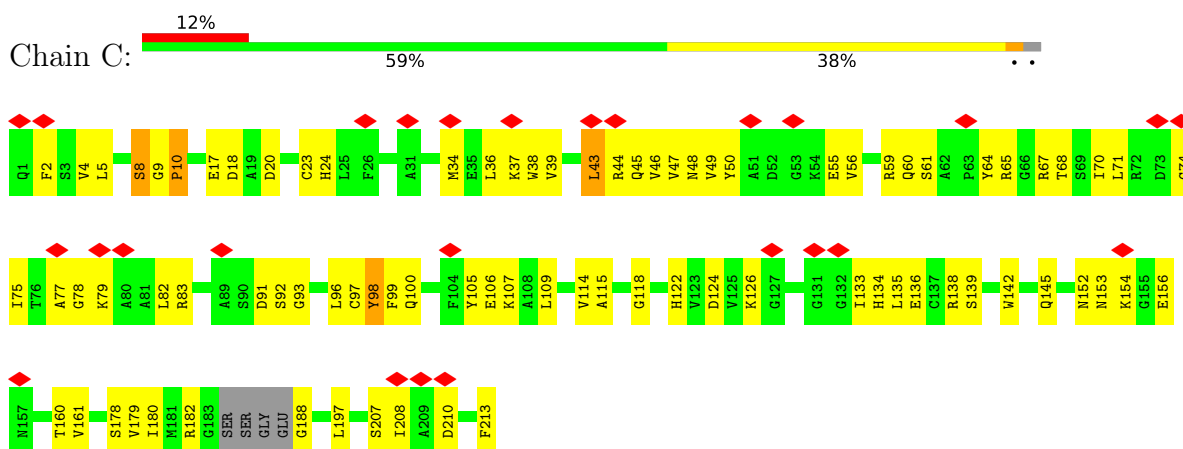 12%
Chain C:
59% 38% . .
Q1 F2 S3 V4 L5 S8 G9 P10 E17 D18 A19 D20 C23 H24 L25 F26 A31 M34 E35 L36 K37 W38 V39 L43 R44 Q45 V46 V47 N48 V49 Y50 A51 D52 G53 K54 E55 V56 R59 Q60 S61 A62 P63 Y64 R65 G66 R67 T68 S69 I70 L71 R72 D73 G74
I75 T76 A77 G78 K79 A80 A81 L82 R83 A89 S90 D91 S92 G93 L96 C97 Y98 F99 Q100 F104 Y105 E106 K107 A108 L109 V114 A115 G118 H122 V123 D124 V125 K126 G127 G131 G132 I133 H134 L135 E136 C137 R138 S139 W142 Q145 N152 N153 K154 G155 E156
N157 T160 V161 S178 V179 I180 M181 R182 G183 SER SER GLY GLU G188 L197 S207 I208 A209 D210 F213